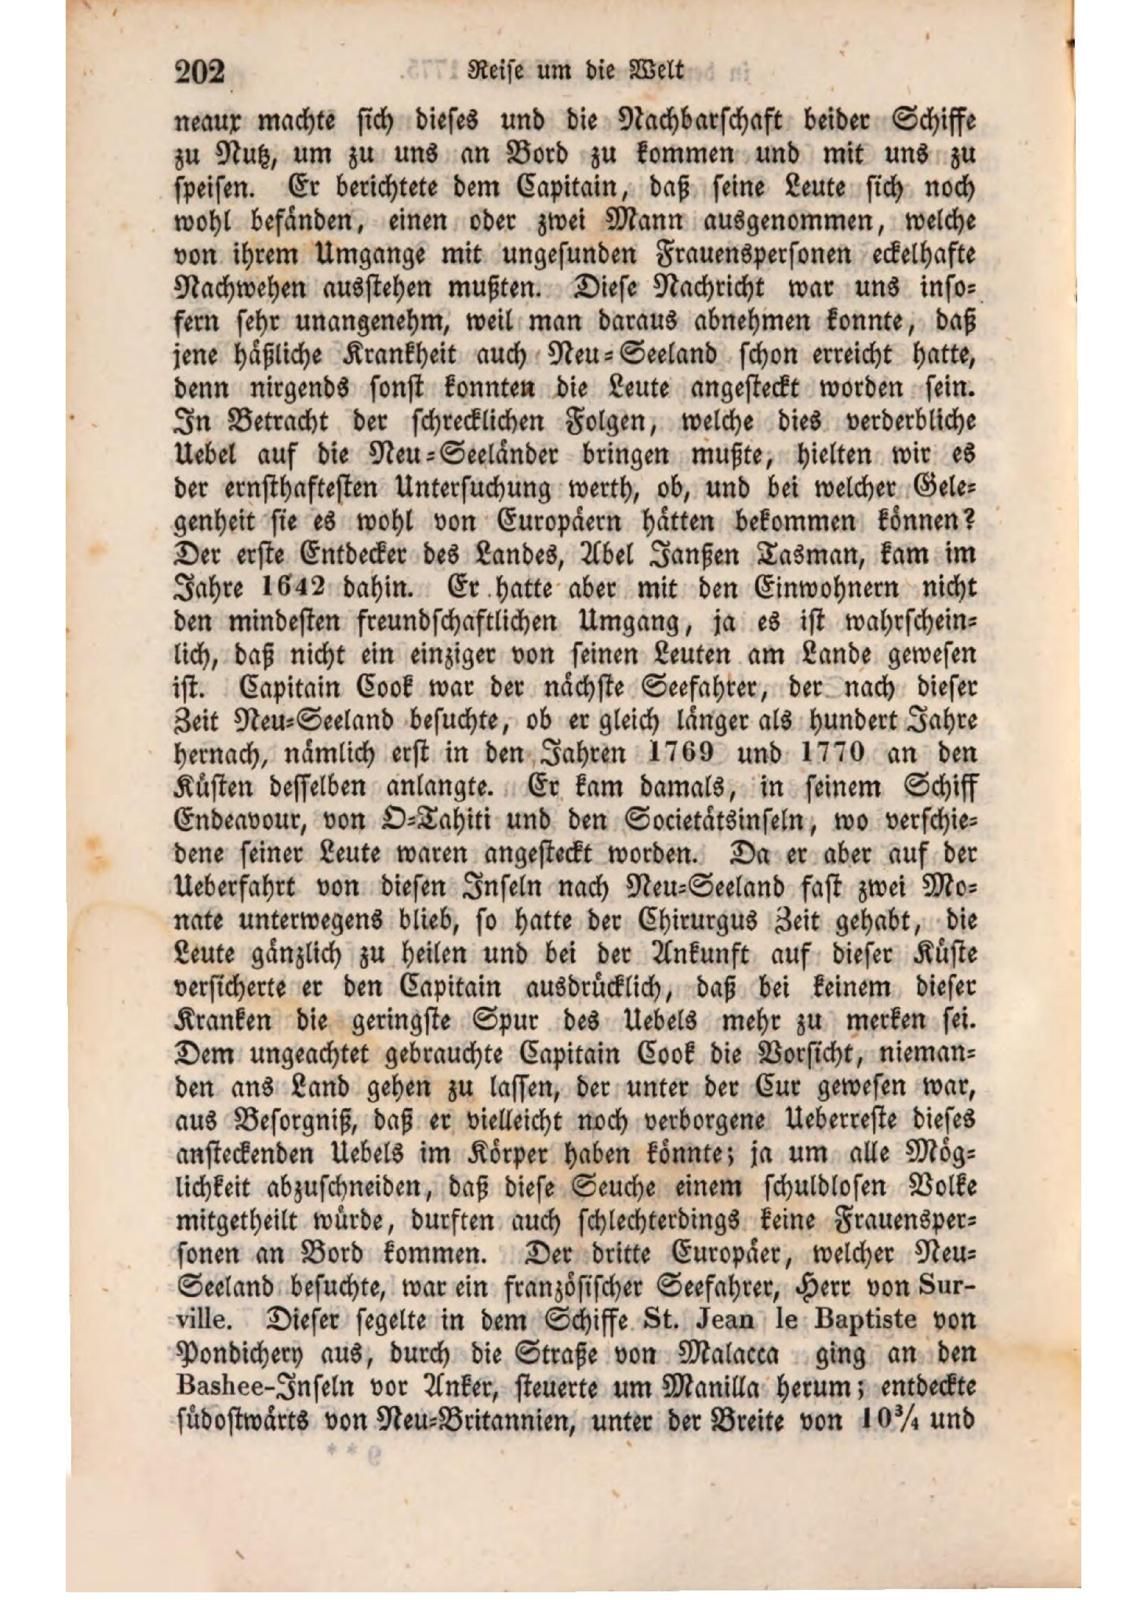 202 Reise um die Welt
neaux machte sich dieses und die Nachbarschaft beider Schiffe
zu Nutz, um zu uns an Bord zu kommen und mit uns zu
speisen. Er berichtete dem Capitain, daß seine Leute sich noch
wohl befänden, einen oder zwei Mann ausgenommen, welche
von ihrem Umgange mit ungesunden Frauenspersonen eckelhafte
Nachwehen ausstehen mußten. Diese Nachricht war uns inso-
fern sehr unangenehm, weil man daraus abnehmen konnte, daß
jene häßliche Krankheit auch Neu-Seeland schon erreicht hatte,
denn nirgends sonst konnten die Leute angesteckt worden sein.
In Betracht der schrecklichen Folgen, welche dies verderbliche
Uebel auf die Neu-Seeländer bringen mußte, hielten wir es
der ernsthaftesten Untersuchung werth, ob, und bei welcher Gele-
genheit sie es wohl von Europäern hätten bekommen können?
Der erste Entdecker des Landes, Abel Janßen Tasman, kam im
Jahre 1642 dahin. Er hatte aber mit den Einwohnern nicht
den mindesten freundschaftlichen Umgang, ja es ist wahrschein-
lich, daß nicht ein einziger von seinen Leuten am Lande gewesen
ist. Capitain Cook war der nächste Seefahrer, der nach dieser
Zeit Neu-Seeland besuchte, ob er gleich länger als hundert Jahre
hernach, nämlich erst in den Jahren 1769 und 1770 an den
Küsten desselben anlangte. Er kam damals, in seinem Schiff
Endeavour, von O-Tahiti und den Societätsinseln, wo verschie-
dene seiner Leute waren angesteckt worden. Da er aber auf der
Ueberfahrt von diesen Inseln nach Neu-Seeland fast zwei Mo-
nate unterwegens blieb, so hatte der Chirurgus Zeit gehabt, die
Leute gänzlich zu heilen und bei der Ankunft auf dieser Küste
versicherte er den Capitain ausdrücklich, daß bei keinem dieser
Kranken die geringste Spur des Uebels mehr zu merken sei.
Dem ungeachtet gebrauchte Capitain Cook die Vorsicht, nieman-
den ans Land gehen zu lassen, der unter der Cur gewesen war,
aus Besorgniß, daß er vielleicht noch verborgene Ueberreste dieses
ansteckenden Uebels im Körper haben könnte; ja um alle Mög-
lichkeit abzuschneiden, daß diese Seuche einem schuldlosen Volke
mitgetheilt würde, durften auch schlechterdings keine Frauensper-
sonen an Bord kommen. Der dritte Europäer, welcher Neu-
Seeland besuchte, war ein französischer Seefahrer, Herr von Sur-
ville. Dieser segelte in dem Schiffe St. Jean le Baptiste von
Pondichery aus, durch die Straße von Malacca ging an den
Bashee-Inseln vor Anker, steuerte um Manilla herum; entdeckte
südostwärts von Neu-Britannien, unter der Breite von 10¾ und